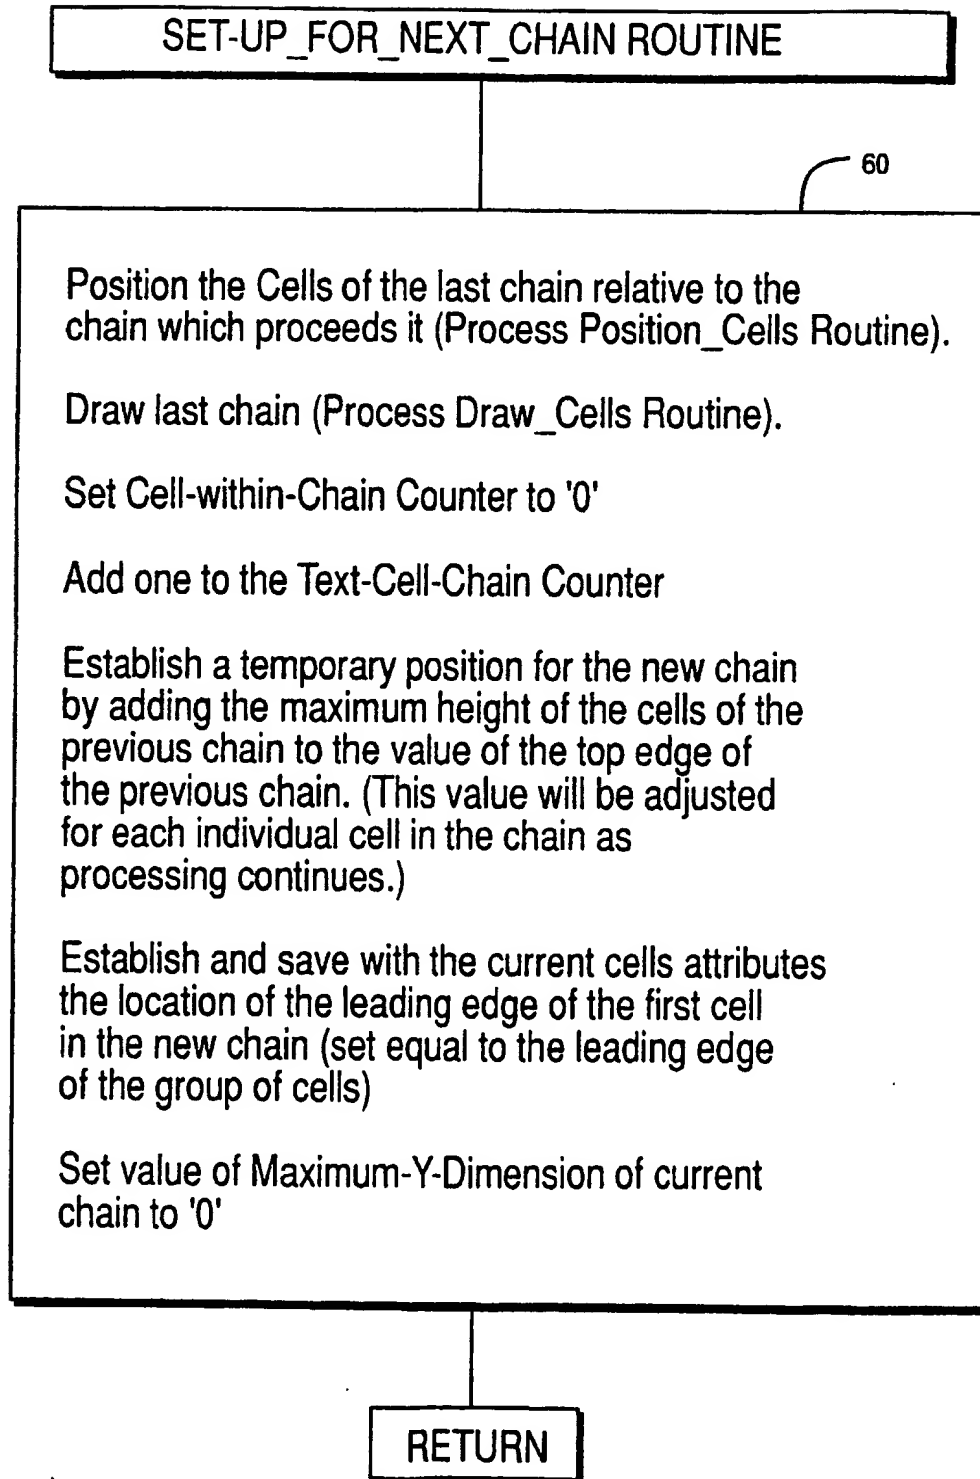 SET-UP_FOR_NEXT_CHAIN ROUTINE
60
Position the Cells of the last chain relative to the
chain which proceeds it (Process Position_Cells Routine).
Draw last chain (Process Draw_Cells Routine).
Set Cell-within-Chain Counter to '0'
Add one to the Text-Cell-Chain Counter
Establish a temporary position for the new chain
by adding the maximum height of the cells of the
previous chain to the value of the top edge of
the previous chain. (This value will be adjusted
for each individual cell in the chain as
processing continues.)
Establish and save with the current cells attributes
the location of the leading edge of the first cell
in the new chain (set equal to the leading edge
of the group of cells)
Set value of Maximum-Y-Dimension of current
chain to '0'
RETURN